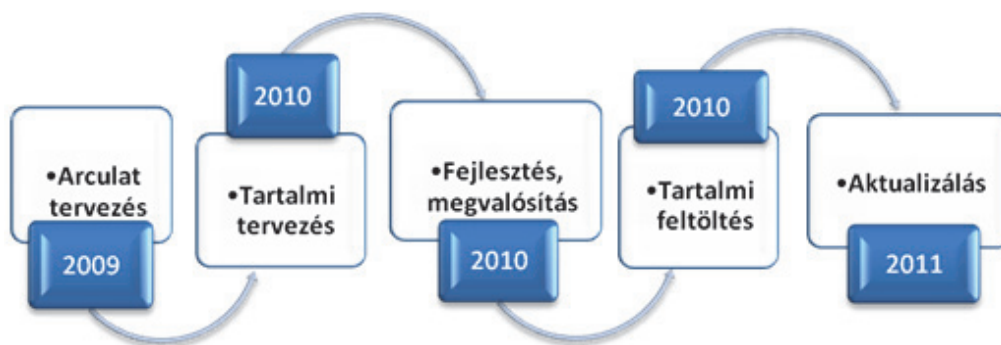 •Arculat
tervezés
2009
2010
•Tartalmi
tervezés
•Fejlesztés,
megvalósítás
2010
2010
•Tartalmi
feltöltés
•Aktualizálás
2011